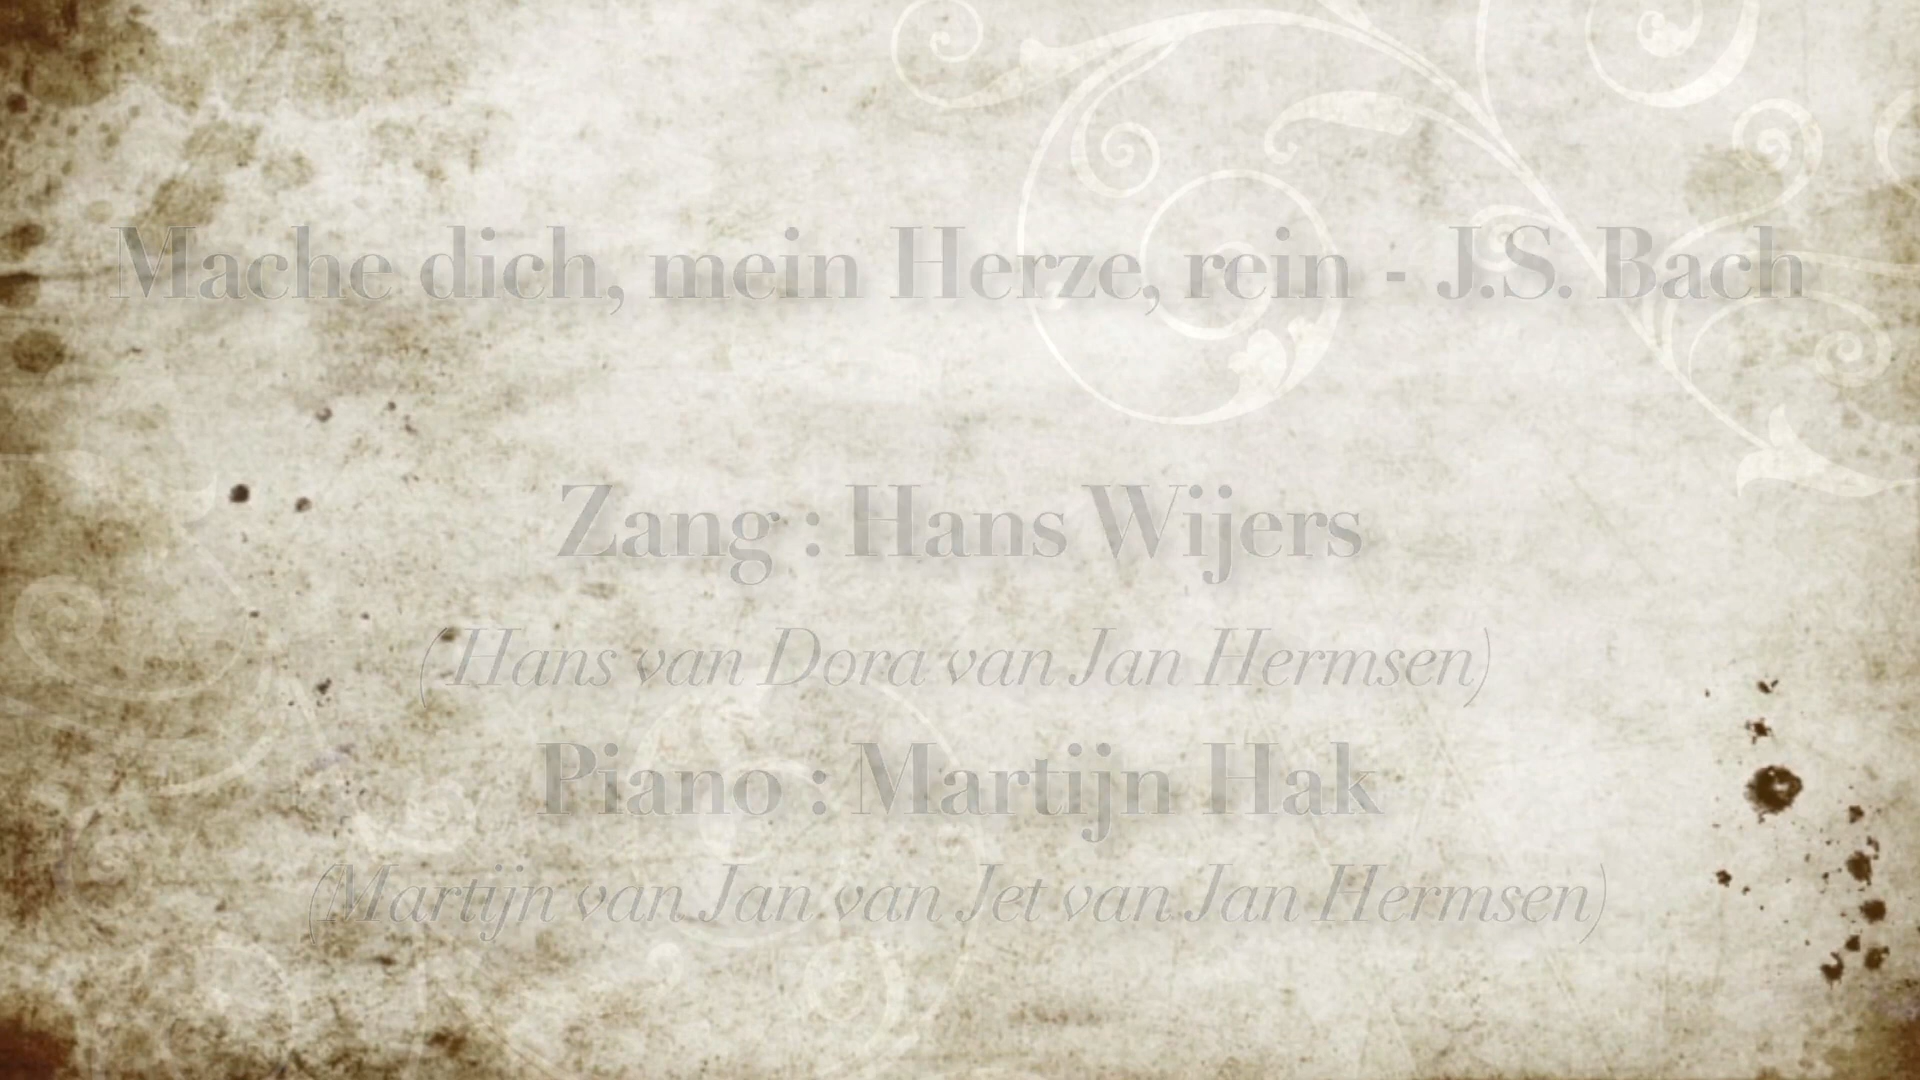 Mache dich, mein Herze, rein - J.S. Bach
Zang : Hans Wijers
(Hans van Dora van Jan Hermsen)
Piano : Martijn Hak
(Martijn van Jan van Jet van Jan Hermsen)